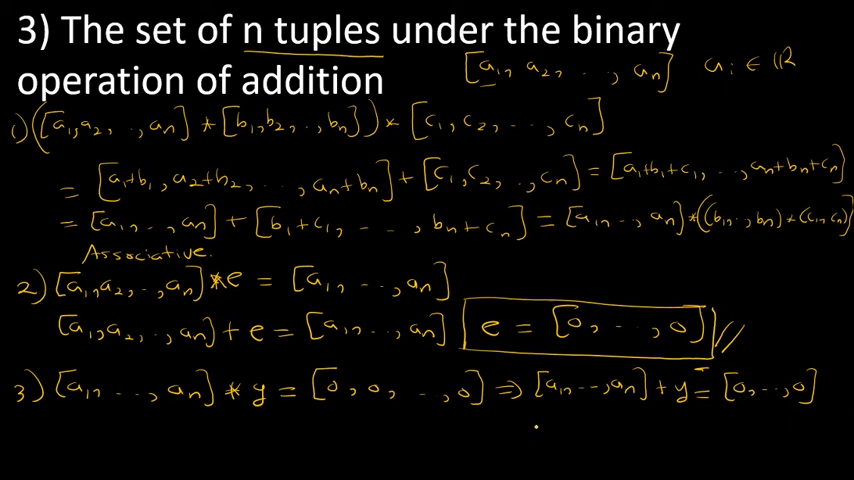 3) The set of n tuples under the binary
operation of addition
[a₁, a₂, . . . , aₙ] aᵢ ∈ ℝ
1) ([a₁, a₂, . . , aₙ] * [b₁, b₂, . . , bₙ]) * [c₁, c₂, . . . , cₙ]
= [a₁+b₁, a₂+b₂, . . . , aₙ+bₙ] + [c₁, c₂, . . , cₙ] = [a₁+b₁+c₁, . . . , aₙ+bₙ+cₙ]
= [a₁, . . . , aₙ] + [b₁+c₁, . . . . , bₙ+cₙ] = [a₁, . . . , aₙ] * ((b₁, . . , bₙ) * (c₁, cₙ))
Associative.
2) [a₁, a₂, . . , aₙ] * e = [a₁, . . . , aₙ]
[a₁, a₂, . . , aₙ] + e = [a₁, . . . , aₙ] e = [0, . . . , 0] //
3) [a₁, . . . , aₙ] * y = [0, 0, . . . , 0] ⇒ [a₁, . . . , aₙ] + y = [0, . . , 0]